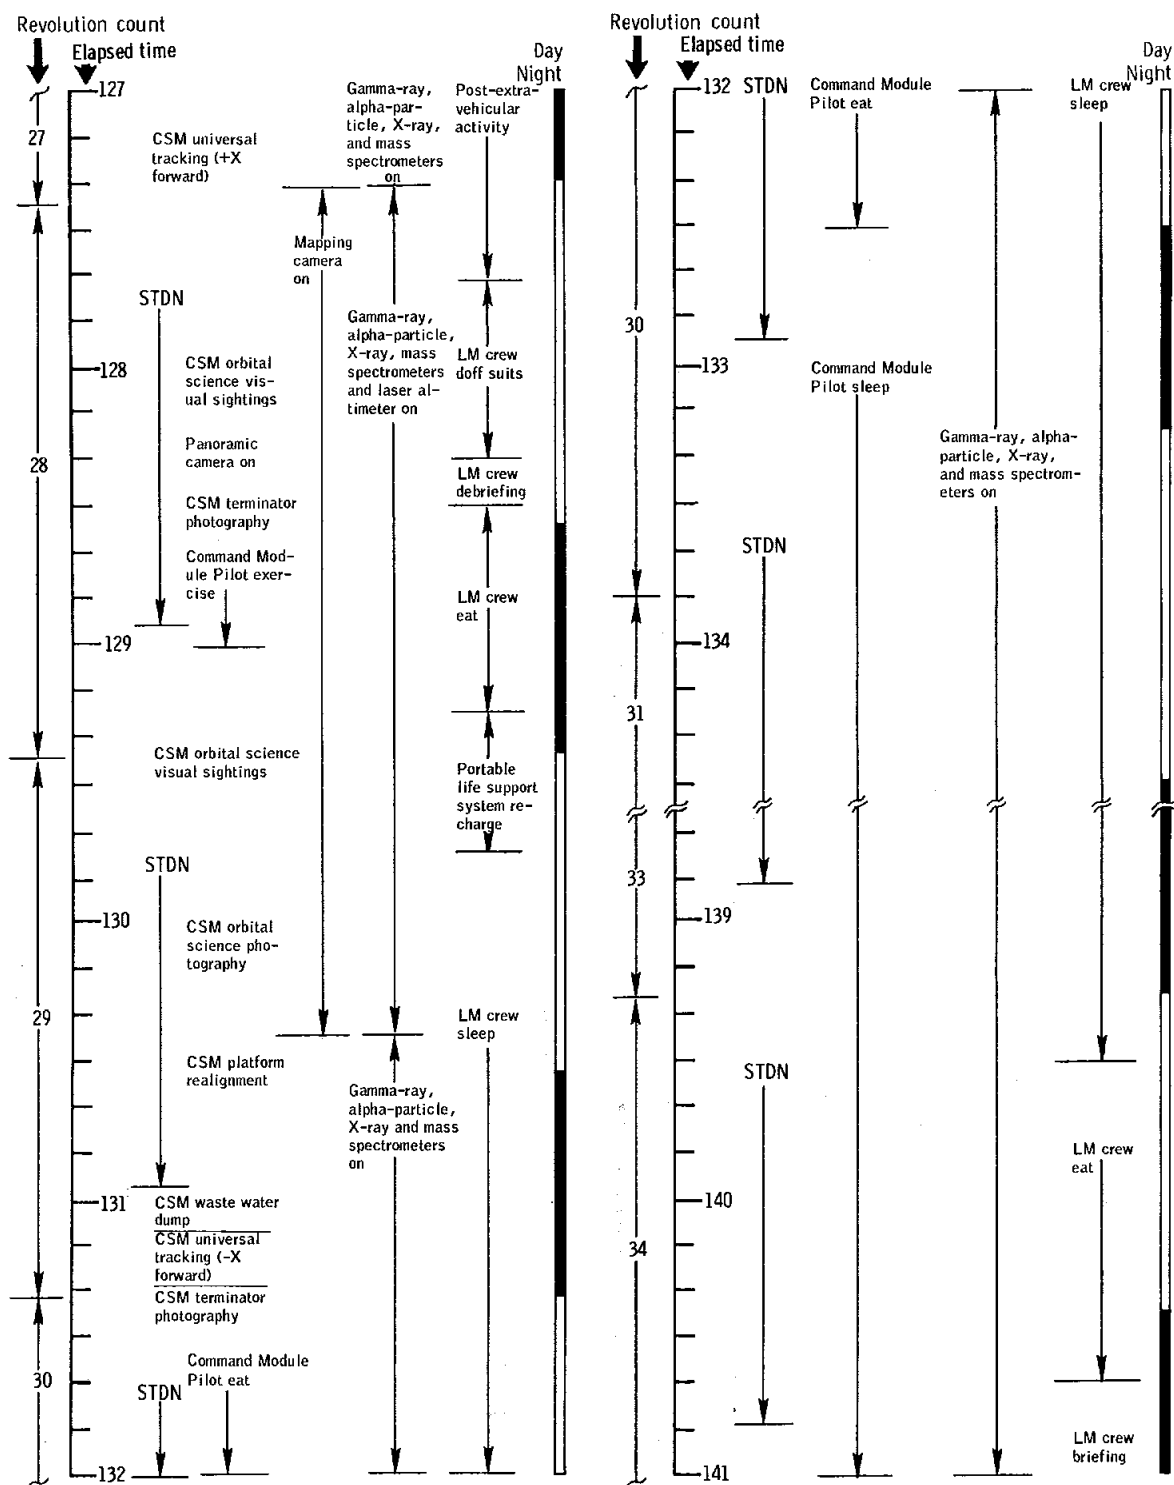 Revolution count
Elapsed time
Day
Night
127
27
CSM universal
tracking (+X
forward)
Gamma-ray,
alpha-par-
ticle, X-ray,
and mass
spectrometers
on
Post-extra-
vehicular
activity
Mapping
camera
on
STDN
Gamma-ray,
alpha-particle,
X-ray, mass
spectrometers
and laser al-
timeter on
LM crew
doff suits
128
CSM orbital
science vis-
ual sightings
28
Panoramic
camera on
LM crew
debriefing
CSM terminator
photography
Command Mod-
ule Pilot exer-
cise
LM crew
eat
129
CSM orbital science
visual sightings
Portable
life support
system re-
charge
STDN
130
CSM orbital
science pho-
tography
29
LM crew
sleep
CSM platform
realignment
Gamma-ray,
alpha-particle,
X-ray and mass
spectrometers
on
131
CSM waste water
dump
CSM universal
tracking (-X
forward)
CSM terminator
photography
30
Command Module
Pilot eat
STDN
132
Revolution count
Elapsed time
Day
Night
132
STDN
Command Module
Pilot eat
LM crew
sleep
30
133
Command Module
Pilot sleep
Gamma-ray, alpha-
particle, X-ray,
and mass spectrom-
eters on
STDN
134
31
33
139
STDN
LM crew
eat
140
34
LM crew
briefing
141